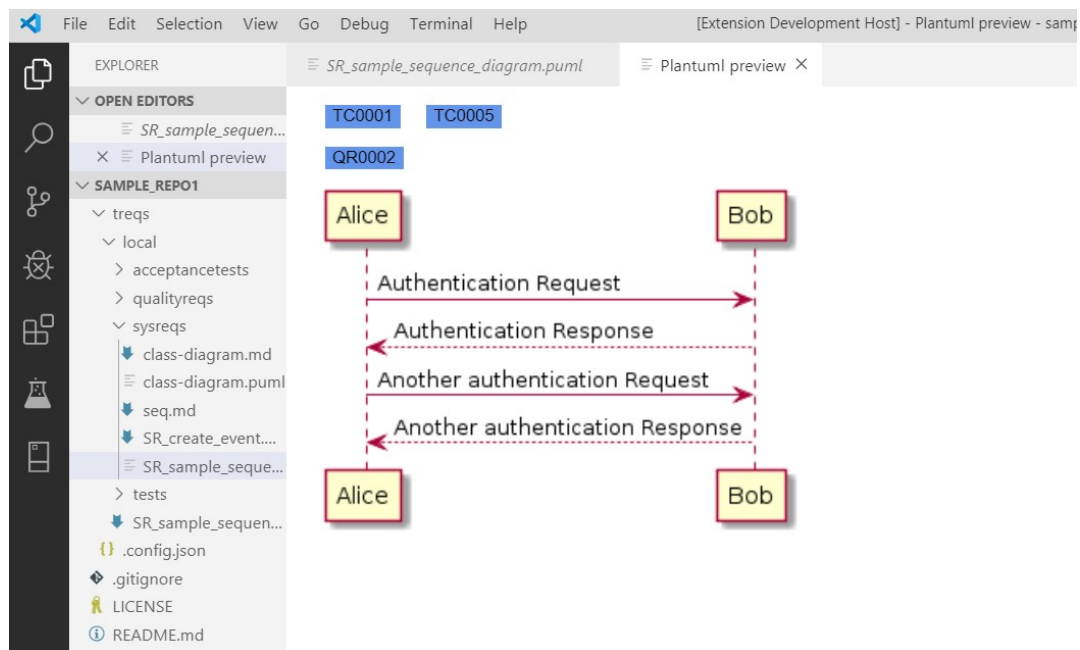 File Edit Selection View Go Debug Terminal Help [Extension Development Host] - Plantuml preview - samp
EXPLORER
OPEN EDITORS
SR_sample_sequen...
Plantuml preview
SAMPLE_REPO1
treqs
local
acceptancetests
qualityreqs
sysreqs
class-diagram.md
class-diagram.puml
seq.md
SR_create_event....
SR_sample_seque...
tests
SR_sample_sequen...
{} .config.json
.gitignore
LICENSE
README.md
SR_sample_sequence_diagram.puml Plantuml preview
TC0001 TC0005
QR0002
Alice Bob
Authentication Request
Authentication Response
Another authentication Request
Another authentication Response
Alice Bob